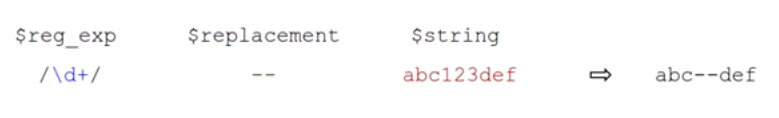 $reg_exp $replacement $string
/\d+/ -- abc123def ⇨ abc--def